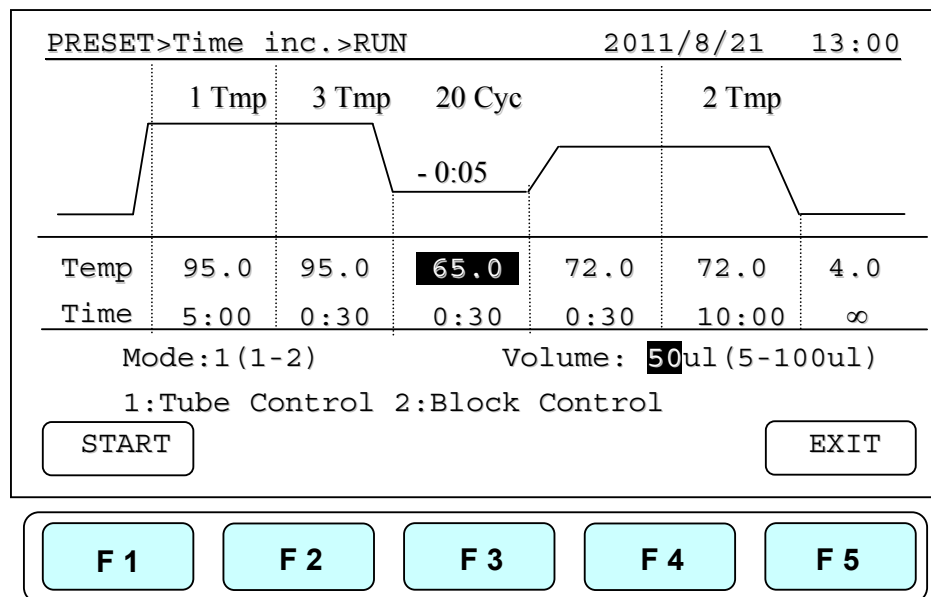 PRESET>Time inc.>RUN 2011/8/21 13:00
1 Tmp 3 Tmp 20 Cyc 2 Tmp
- 0:05
Temp 95.0 95.0 65.0 72.0 72.0 4.0
Time 5:00 0:30 0:30 0:30 10:00 ∞
Mode:1(1-2) Volume: 50ul(5-100ul)
1:Tube Control 2:Block Control
START EXIT
F 1 F 2 F 3 F 4 F 5